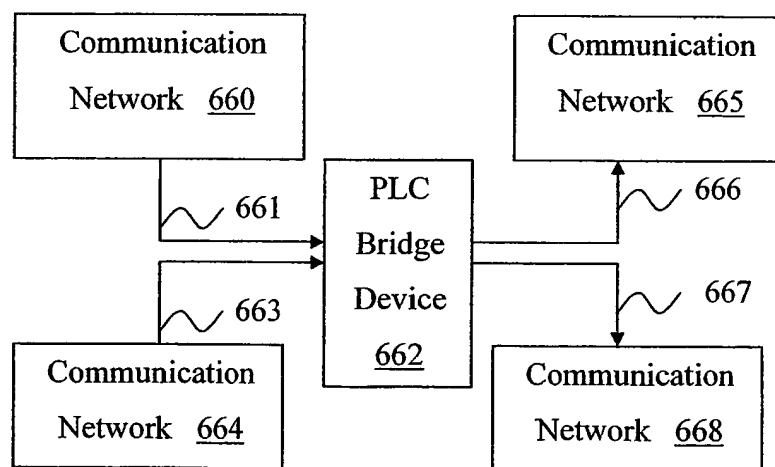 Communication
Network 660
Communication
Network 665
661
PLC
Bridge
Device
662
666
663
667
Communication
Network 664
Communication
Network 668